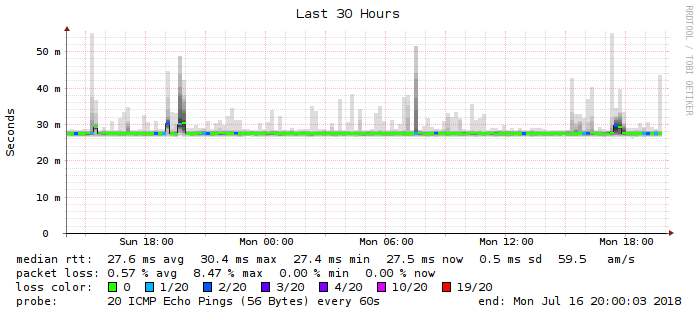 Last 30 Hours
RRDTOOL / TOBI OETIKER
Seconds
50 m
40 m
30 m
20 m
10 m
0
Sun 18:00 Mon 00:00 Mon 06:00 Mon 12:00 Mon 18:00
median rtt: 27.6 ms avg 30.4 ms max 27.4 ms min 27.5 ms now 0.5 ms sd 59.5 am/s
packet loss: 0.57 % avg 8.47 % max 0.00 % min 0.00 % now
loss color: 0 1/20 2/20 3/20 4/20 10/20 19/20
probe: 20 ICMP Echo Pings (56 Bytes) every 60s end: Mon Jul 16 20:00:03 2018